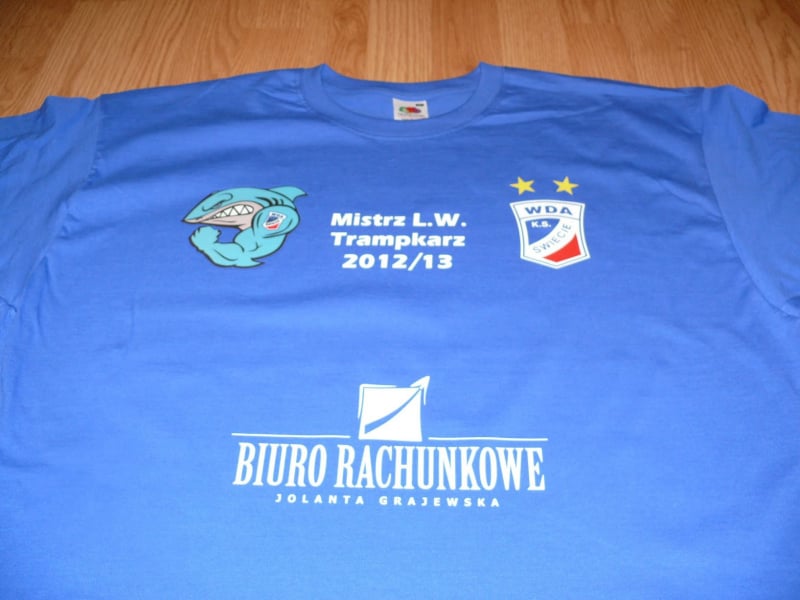 Mistrz L.W.
Trampkarz
2012/13
WDA
K.S.
ŚWIECIE
BIURO RACHUNKOWE
JOLANTA GRAJEWSKA